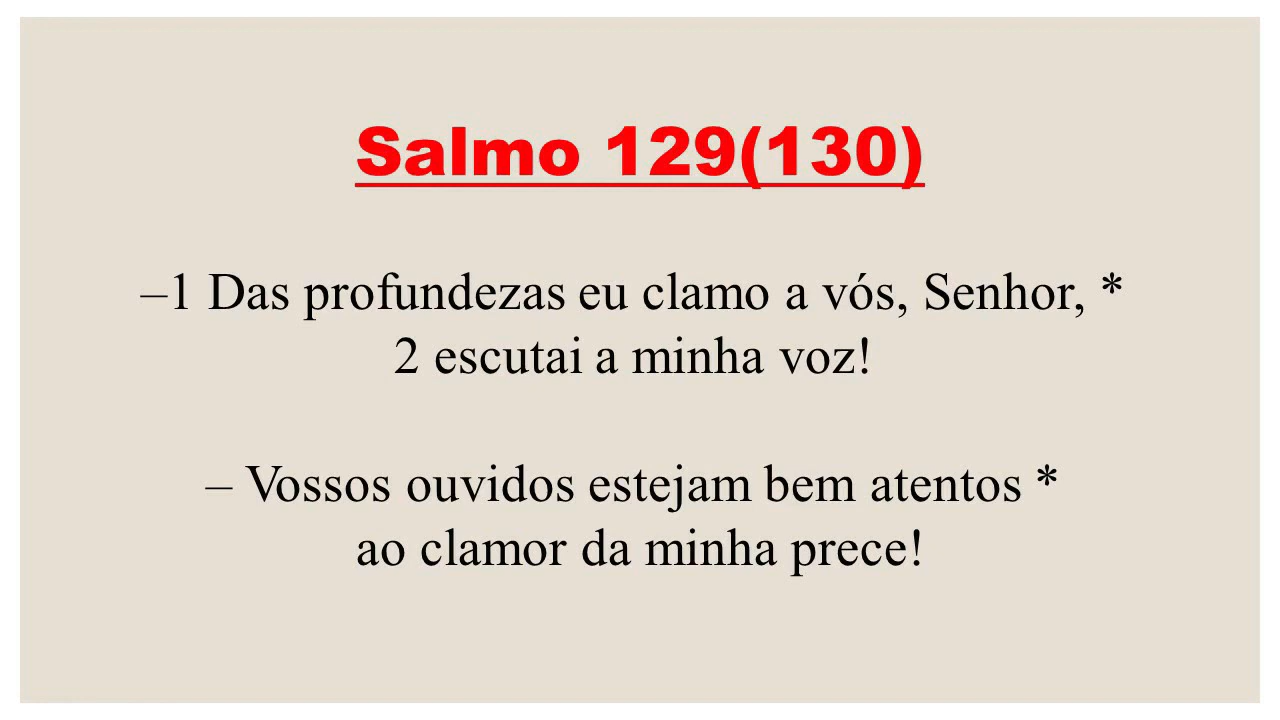 Salmo 129(130)
–1 Das profundezas eu clamo a vós, Senhor, *
2 escutai a minha voz!
– Vossos ouvidos estejam bem atentos *
ao clamor da minha prece!